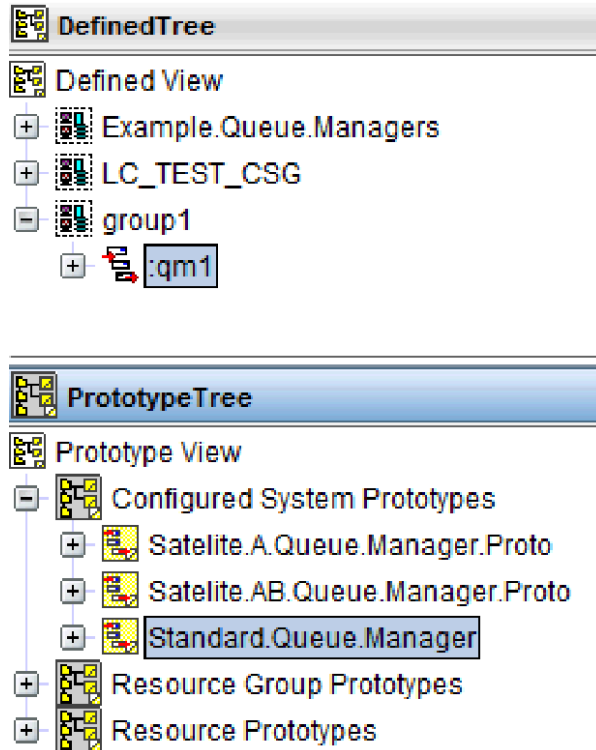 DefinedTree
Defined View
Example.Queue.Managers
LC_TEST_CSG
group1
:qm1
PrototypeTree
Prototype View
Configured System Prototypes
Satelite.A.Queue.Manager.Proto
Satelite.AB.Queue.Manager.Proto
Standard.Queue.Manager
Resource Group Prototypes
Resource Prototypes